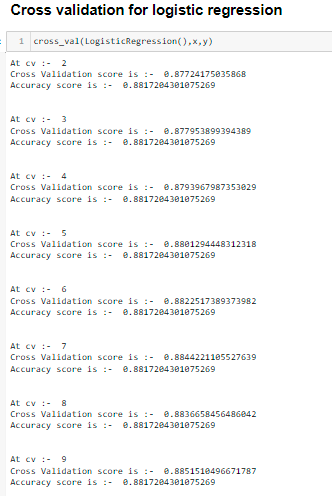 Cross validation for logistic regression
1 cross_val(LogisticRegression(),x,y)
At cv :- 2
Cross Validation score is :- 0.87724175035868
Accuracy score is :- 0.8817204301075269
At cv :- 3
Cross Validation score is :- 0.877953899394389
Accuracy score is :- 0.8817204301075269
At cv :- 4
Cross Validation score is :- 0.8793967987353029
Accuracy score is :- 0.8817204301075269
At cv :- 5
Cross Validation score is :- 0.8801294448312318
Accuracy score is :- 0.8817204301075269
At cv :- 6
Cross Validation score is :- 0.8822517389373982
Accuracy score is :- 0.8817204301075269
At cv :- 7
Cross Validation score is :- 0.8844221105527639
Accuracy score is :- 0.8817204301075269
At cv :- 8
Cross Validation score is :- 0.8836658456486042
Accuracy score is :- 0.8817204301075269
At cv :- 9
Cross Validation score is :- 0.8851510496671787
Accuracy score is :- 0.8817204301075269